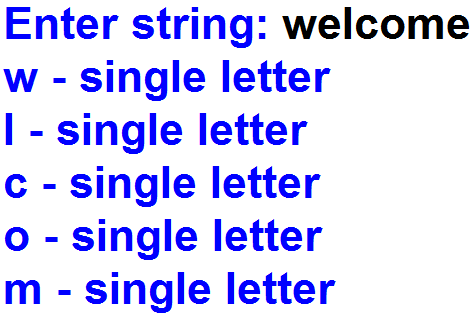 Enter string: welcome
w - single letter
l - single letter
c - single letter
o - single letter
m - single letter